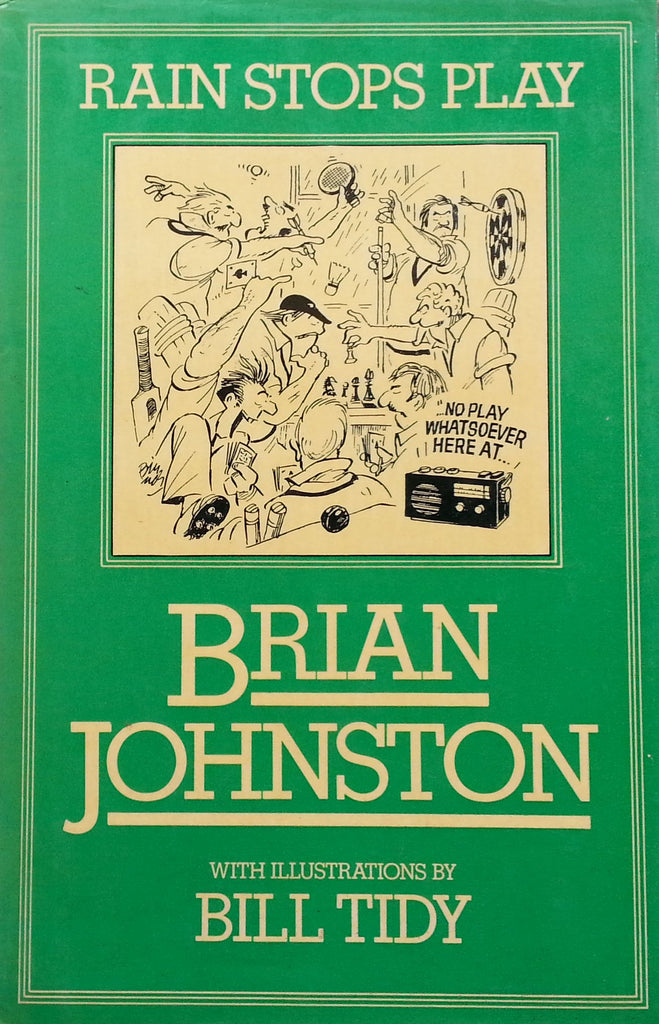 RAIN STOPS PLAY
"...NO PLAY
WHATSOEVER
HERE AT...
BRIAN
JOHNSTON
WITH ILLUSTRATIONS BY
BILL TIDY